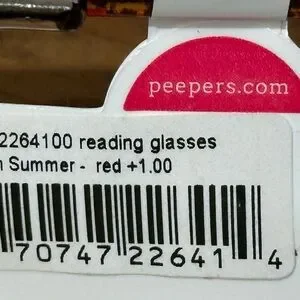 peepers.com
2264100 reading glasses
Summer - red +1.00
70747 22641 4